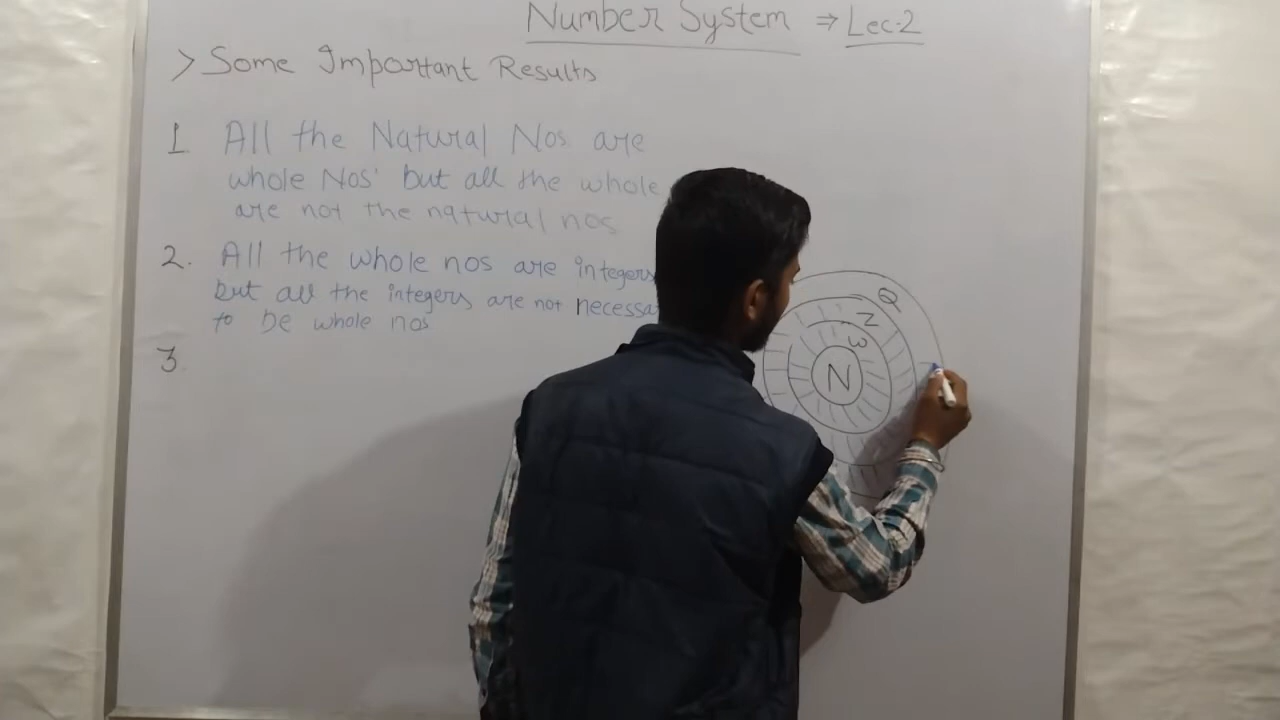 Number System ⇒ Lec-2
> Some Important Results
1. All the Natural Nos. are
whole Nos' but all the whole
are not the natural nos.
2. All the whole nos are integers
but all the integers are not
to be whole nos
3.
Q
Z
W
N